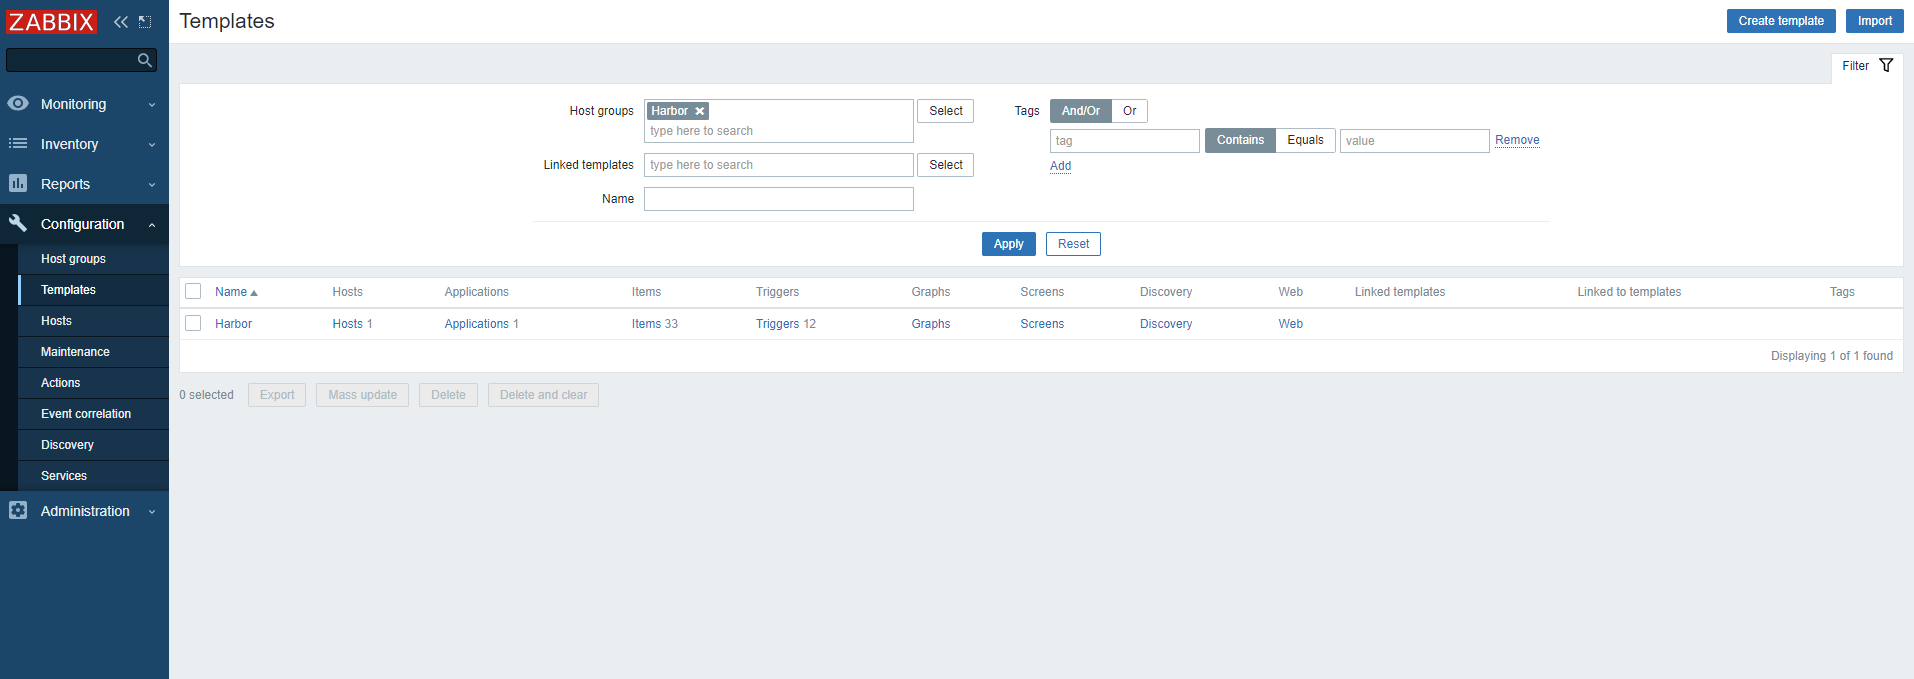 ZABBIX
Templates
Create template
Import
Filter
Monitoring
Inventory
Reports
Configuration
Host groups
Templates
Hosts
Maintenance
Actions
Event correlation
Discovery
Services
Administration
Host groups
Harbor
type here to search
Select
Linked templates
type here to search
Select
Name
Tags
And/Or Or
tag Contains Equals value Remove
Add
Apply Reset
Name Hosts Applications Items Triggers Graphs Screens Discovery Web Linked templates Linked to templates Tags
Harbor Hosts 1 Applications 1 Items 33 Triggers 12 Graphs Screens Discovery Web
Displaying 1 of 1 found
0 selected Export Mass update Delete Delete and clear